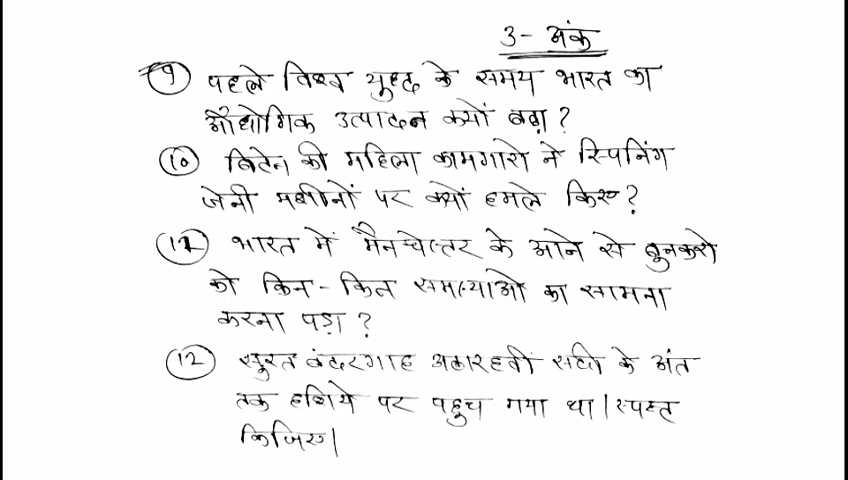 3 - अंक
9 पहले विश्व युद्ध के समय भारत का
औद्योगिक उत्पादन क्यों बढ़ा ?
10 ब्रिटेन की महिला कामगारो ने स्पिनिंग
जेनी मशीनों पर क्यों हमले किए ?
11 भारत में मैनचेस्टर के आने से बुनकरो
को किन - किन समस्याओ का सामना
करना पड़ा ?
12 सूरत बंदरगाह अठारहवी सदी के अंत
तक हाशिये पर पहुच गया था । स्पष्ट
किजिए ।